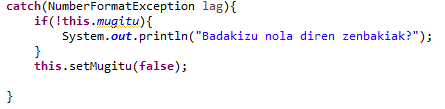 catch(NumberFormatException lag){
if(!this.mugitu){
System.out.println("Badakizu nola diren zenbakiak?");
}
this.setMugitu(false);
}